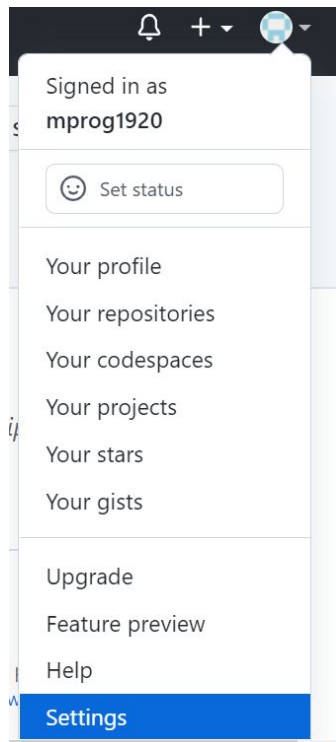 Signed in as
mprog1920
Set status
Your profile
Your repositories
Your codespaces
Your projects
Your stars
Your gists
Upgrade
Feature preview
Help
Settings